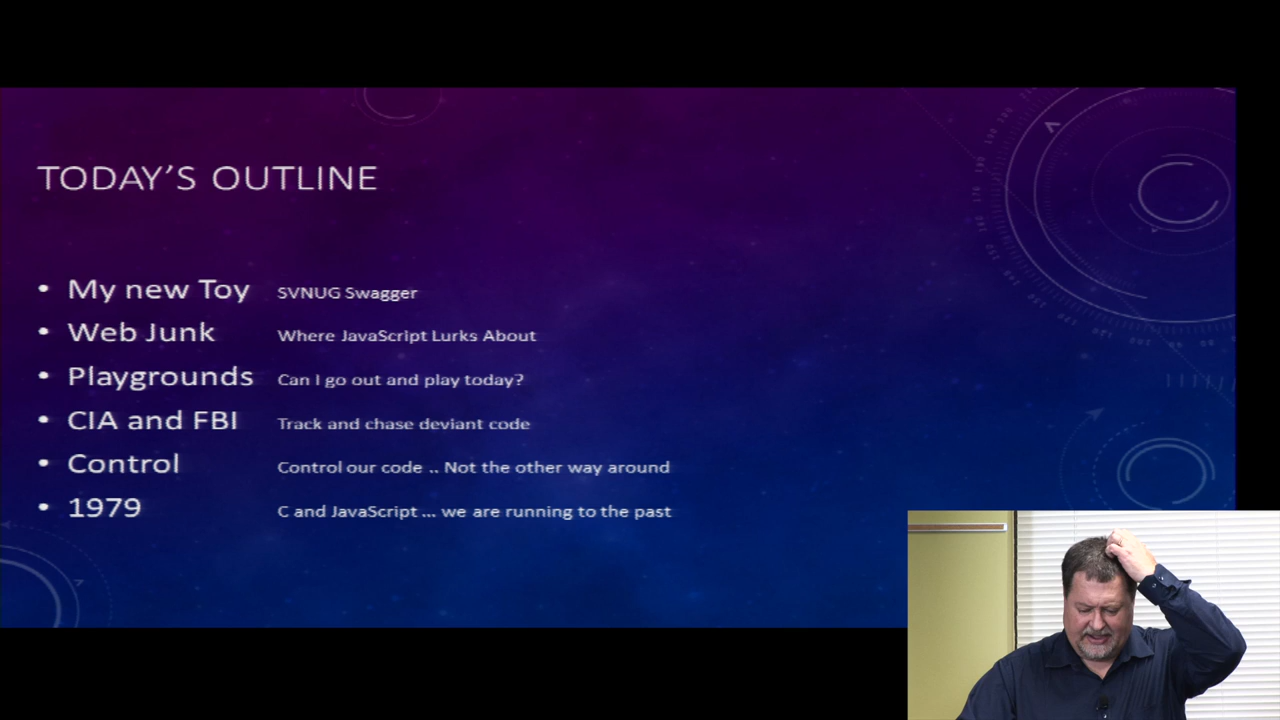 TODAY'S OUTLINE
• My new Toy SVNUG Swagger
• Web Junk Where JavaScript Lurks About
• Playgrounds Can I go out and play today?
• CIA and FBI Track and chase deviant code
• Control Control our code .. Not the other way around
• 1979 C and JavaScript ... we are running to the past